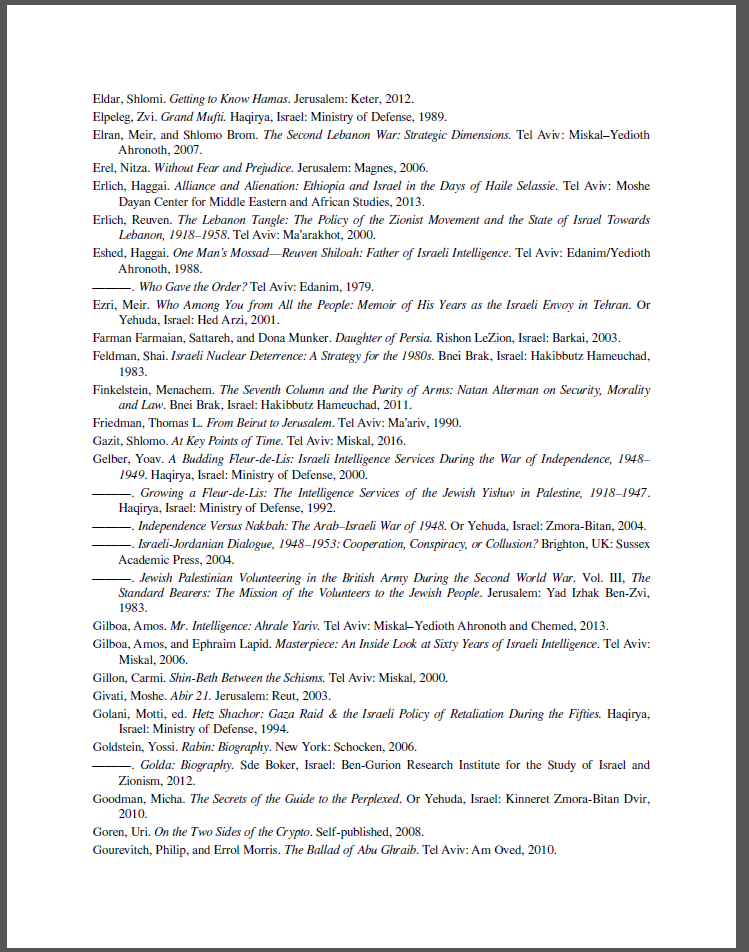 Eldar, Shlomi. Getting to Know Hamas. Jerusalem: Keter, 2012.
Elpeleg, Zvi. Grand Mufti. Haqirya, Israel: Ministry of Defense, 1989.
Elran, Meir, and Shlomo Brom. The Second Lebanon War: Strategic Dimensions. Tel Aviv: Miskal–Yedioth
Ahronoth, 2007.
Erel, Nitza. Without Fear and Prejudice. Jerusalem: Magnes, 2006.
Erlich, Haggai. Alliance and Alienation: Ethiopia and Israel in the Days of Haile Selassie. Tel Aviv: Moshe
Dayan Center for Middle Eastern and African Studies, 2013.
Erlich, Reuven. The Lebanon Tangle: The Policy of the Zionist Movement and the State of Israel Towards
Lebanon, 1918–1958. Tel Aviv: Ma’arakhot, 2000.
Eshed, Haggai. One Man’s Mossad—Reuven Shiloah: Father of Israeli Intelligence. Tel Aviv: Edanim/Yedioth
Ahronoth, 1988.
———. Who Gave the Order? Tel Aviv: Edanim, 1979.
Ezri, Meir. Who Among You from All the People: Memoir of His Years as the Israeli Envoy in Tehran. Or
Yehuda, Israel: Hed Arzi, 2001.
Farman Farmaian, Sattareh, and Dona Munker. Daughter of Persia. Rishon LeZion, Israel: Barkai, 2003.
Feldman, Shai. Israeli Nuclear Deterrence: A Strategy for the 1980s. Bnei Brak, Israel: Hakibbutz Hameuchad,
1983.
Finkelstein, Menachem. The Seventh Column and the Purity of Arms: Natan Alterman on Security, Morality
and Law. Bnei Brak, Israel: Hakibbutz Hameuchad, 2011.
Friedman, Thomas L. From Beirut to Jerusalem. Tel Aviv: Ma’ariv, 1990.
Gazit, Shlomo. At Key Points of Time. Tel Aviv: Miskal, 2016.
Gelber, Yoav. A Budding Fleur-de-Lis: Israeli Intelligence Services During the War of Independence, 1948–
1949. Haqirya, Israel: Ministry of Defense, 2000.
———. Growing a Fleur-de-Lis: The Intelligence Services of the Jewish Yishuv in Palestine, 1918–1947.
Haqirya, Israel: Ministry of Defense, 1992.
———. Independence Versus Nakbah: The Arab–Israeli War of 1948. Or Yehuda, Israel: Zmora-Bitan, 2004.
———. Israeli-Jordanian Dialogue, 1948–1953: Cooperation, Conspiracy, or Collusion? Brighton, UK: Sussex
Academic Press, 2004.
———. Jewish Palestinian Volunteering in the British Army During the Second World War. Vol. III, The
Standard Bearers: The Mission of the Volunteers to the Jewish People. Jerusalem: Yad Izhak Ben-Zvi,
1983.
Gilboa, Amos. Mr. Intelligence: Ahrale Yariv. Tel Aviv: Miskal–Yedioth Ahronoth and Chemed, 2013.
Gilboa, Amos, and Ephraim Lapid. Masterpiece: An Inside Look at Sixty Years of Israeli Intelligence. Tel Aviv:
Miskal, 2006.
Gillon, Carmi. Shin-Beth Between the Schisms. Tel Aviv: Miskal, 2000.
Givati, Moshe. Abir 21. Jerusalem: Reut, 2003.
Golani, Motti, ed. Hetz Shachor: Gaza Raid & the Israeli Policy of Retaliation During the Fifties. Haqirya,
Israel: Ministry of Defense, 1994.
Goldstein, Yossi. Rabin: Biography. New York: Schocken, 2006.
———. Golda: Biography. Sde Boker, Israel: Ben-Gurion Research Institute for the Study of Israel and
Zionism, 2012.
Goodman, Micha. The Secrets of the Guide to the Perplexed. Or Yehuda, Israel: Kinneret Zmora-Bitan Dvir,
2010.
Goren, Uri. On the Two Sides of the Crypto. Self-published, 2008.
Gourevitch, Philip, and Errol Morris. The Ballad of Abu Ghraib. Tel Aviv: Am Oved, 2010.